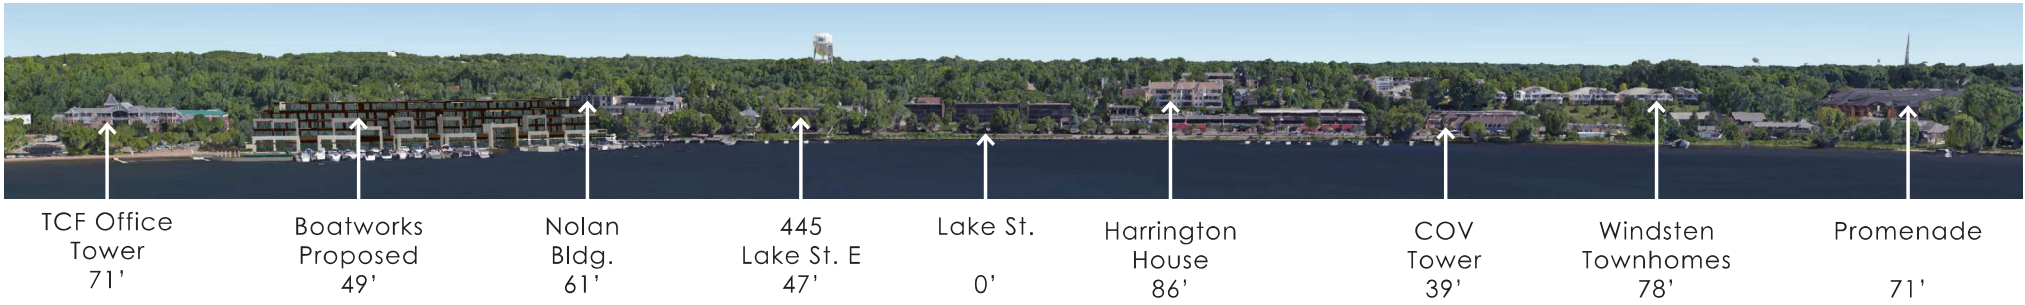 TCF Office
Tower
71’
Boatworks
Proposed
49’
Nolan
Bldg.
61’
445
Lake St. E
47’
Lake St.
0’
Harrington
House
86’
COV
Tower
39’
Windsten
Townhomes
78’
Promenade
71’